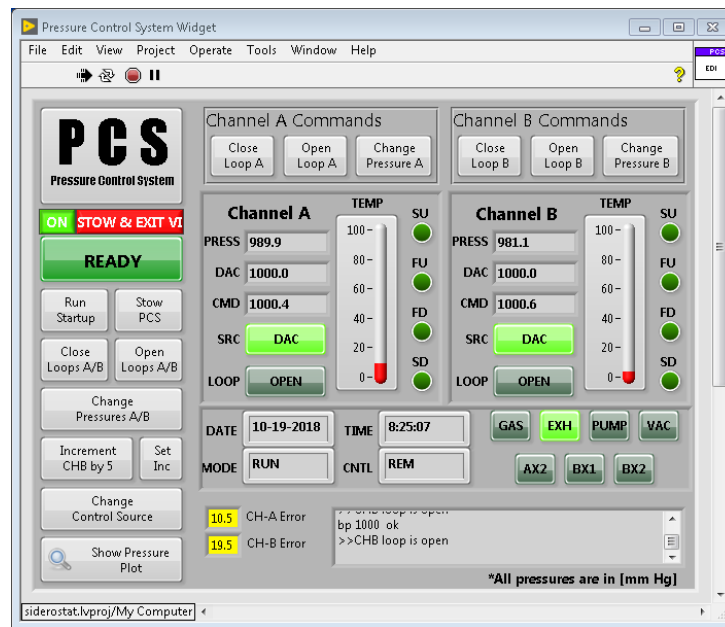 Pressure Control System Widget
File Edit View Project Operate Tools Window Help
PCS
EDI
PCS
Pressure Control System
ON STOW & EXIT VI
READY
Run Startup
Stow PCS
Close Loops A/B
Open Loops A/B
Change Pressures A/B
Increment CHB by 5
Set Inc
Change Control Source
Show Pressure Plot
Channel A Commands
Close Loop A
Open Loop A
Change Pressure A
Channel B Commands
Close Loop B
Open Loop B
Change Pressure B
Channel A
PRESS 989.9
DAC 1000.0
CMD 1000.4
SRC DAC
LOOP OPEN
TEMP
100-
80-
60-
40-
20-
0-
SU
FU
FD
SD
Channel B
PRESS 981.1
DAC 1000.0
CMD 1000.6
SRC DAC
LOOP OPEN
TEMP
100-
80-
60-
40-
20-
0-
SU
FU
FD
SD
DATE 10-19-2018 TIME 8:25:07
MODE RUN CNTL REM
GAS EXH PUMP VAC
AX2 BX1 BX2
10.5 CH-A Error
19.5 CH-B Error
>>CHB loop is open
bp 1000 ok
>>CHB loop is open
*All pressures are in [mm Hg]
siderostat.lvproj/My Computer